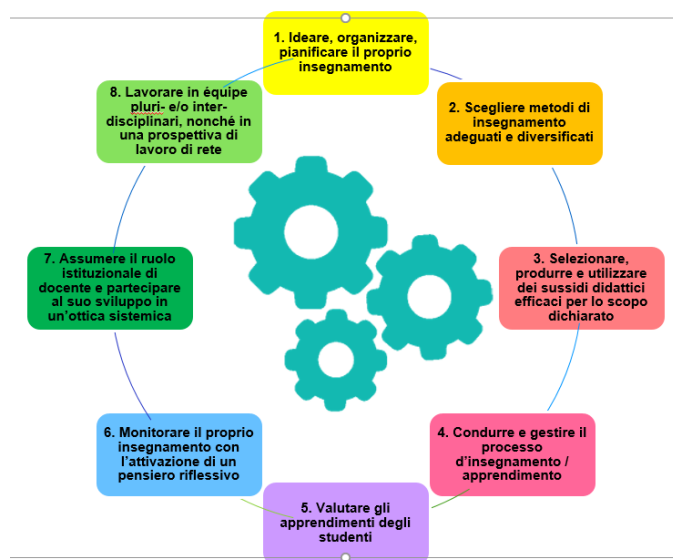 1. Ideare, organizzare,
pianificare il proprio
insegnamento
2. Scegliere metodi di
insegnamento
adeguati e diversificati
3. Selezionare,
produrre e utilizzare
dei sussidi didattici
efficaci per lo scopo
dichiarato
4. Condurre e gestire il
processo
d’insegnamento /
apprendimento
5. Valutare gli
apprendimenti degli
studenti
6. Monitorare il proprio
insegnamento con
l’attivazione di un
pensiero riflessivo
7. Assumere il ruolo
istituzionale di
docente e partecipare
al suo sviluppo in
un’ottica sistemica
8. Lavorare in équipe
pluri- e/o inter-
disciplinari, nonché in
una prospettiva di
lavoro di rete